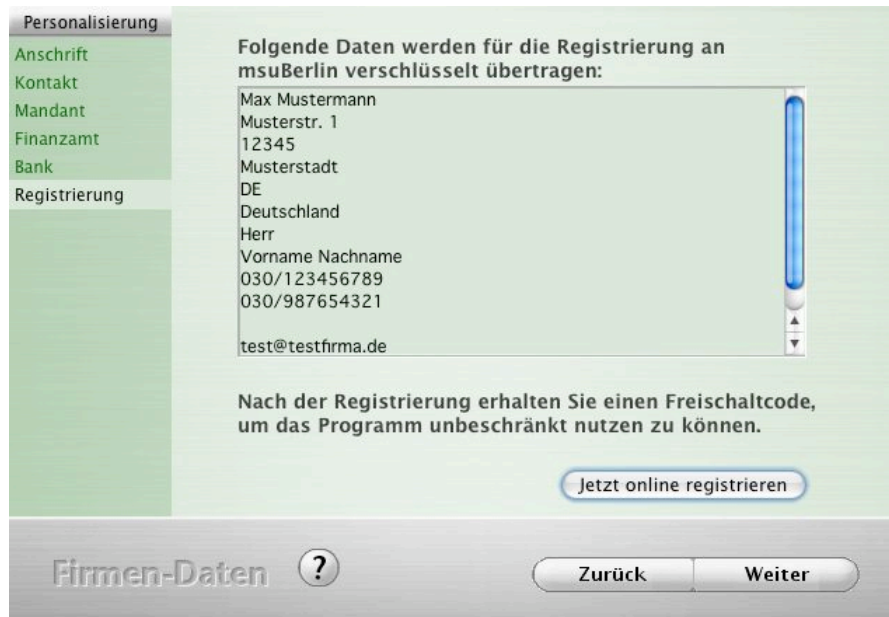 Personalisierung
Anschrift
Kontakt
Mandant
Finanzamt
Bank
Registrierung
Folgende Daten werden für die Registrierung an
msuBerlin verschlüsselt übertragen:
Max Mustermann
Musterstr. 1
12345
Musterstadt
DE
Deutschland
Herr
Vorname Nachname
030/123456789
030/987654321
test@testfirma.de
Nach der Registrierung erhalten Sie einen Freischaltcode,
um das Programm unbeschränkt nutzen zu können.
Jetzt online registrieren
Firmen-Daten ? Zurück Weiter